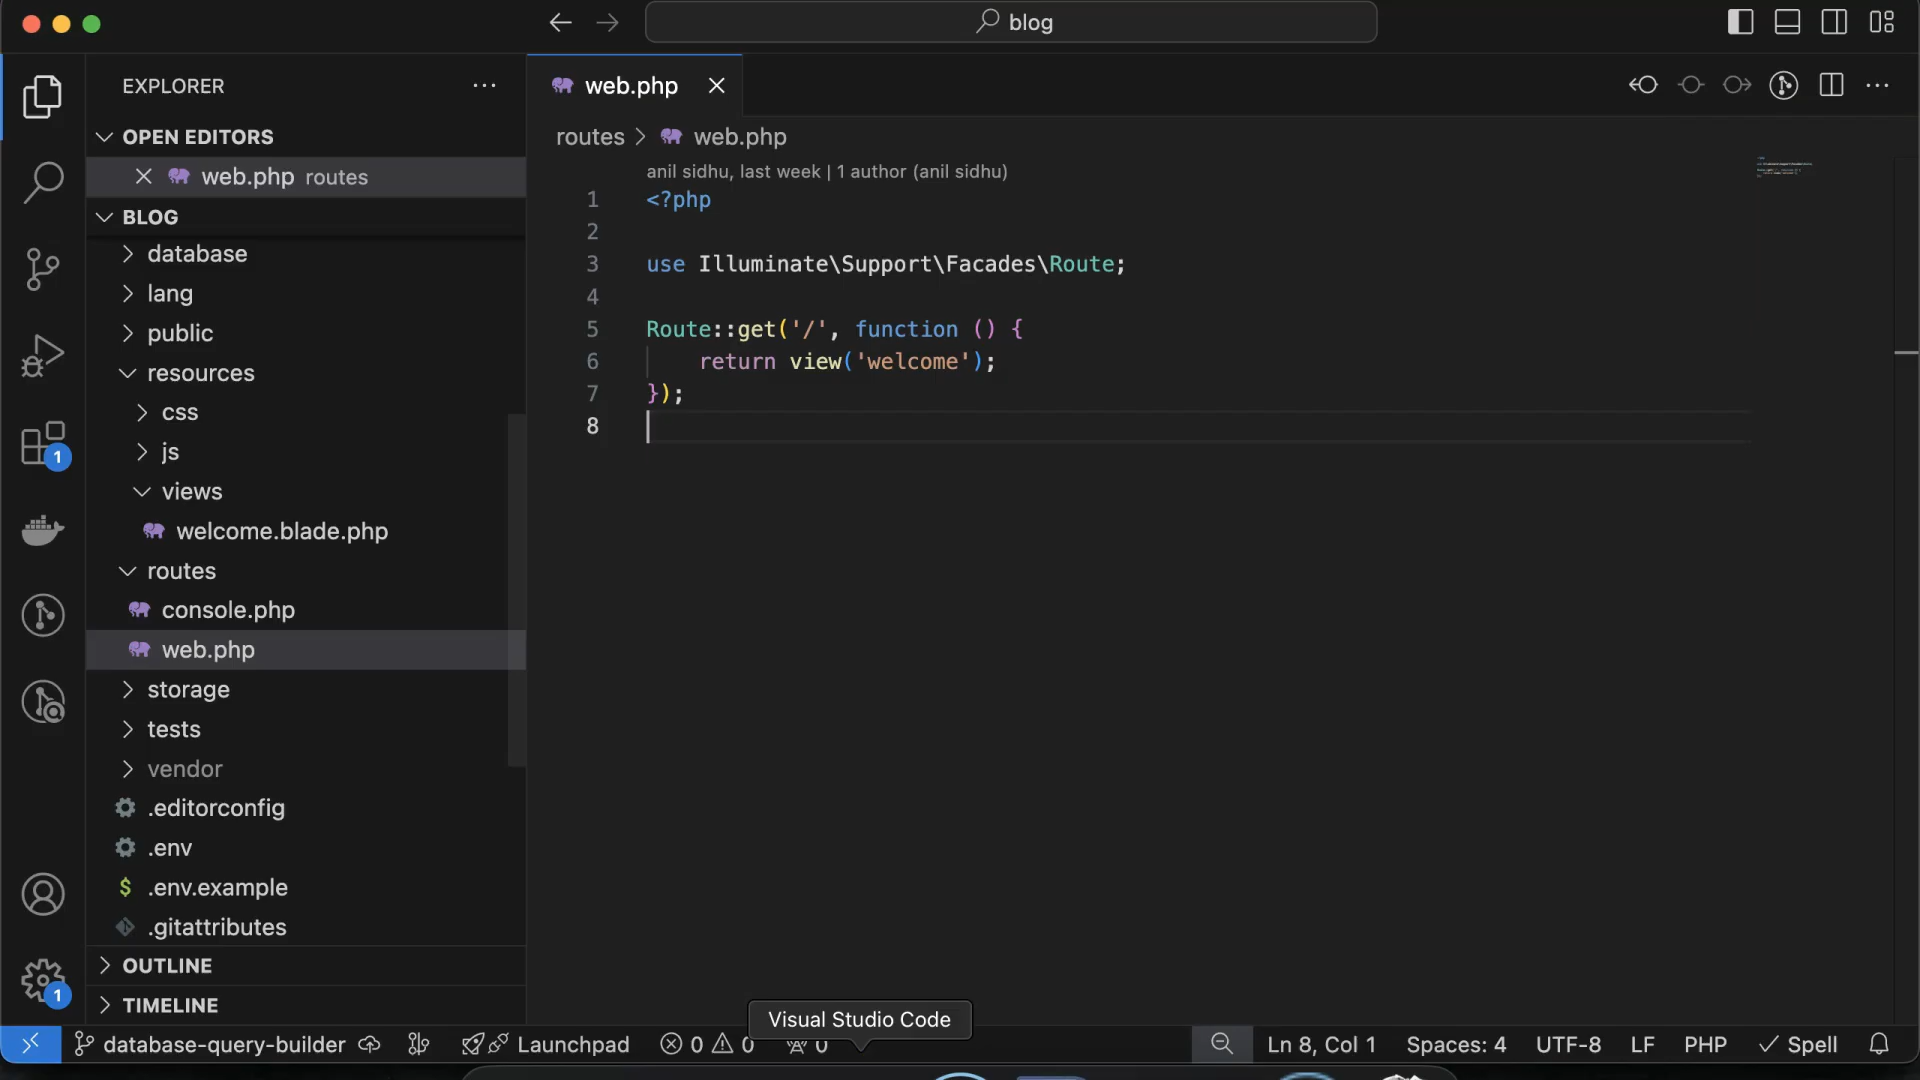 blog
EXPLORER
OPEN EDITORS
web.php routes
BLOG
database
lang
public
resources
css
js
views
welcome.blade.php
routes
console.php
web.php
storage
tests
vendor
.editorconfig
.env
$ .env.example
.gitattributes
OUTLINE
TIMELINE
1
1
web.php
routes > web.php
anil sidhu, last week | 1 author (anil sidhu)
1 <?php
2
3 use Illuminate\Support\Facades\Route;
4
5 Route::get('/', function () {
6     return view('welcome');
7 });
8
Visual Studio Code
database-query-builder Launchpad 0 0 0 Ln 8, Col 1 Spaces: 4 UTF-8 LF PHP Spell